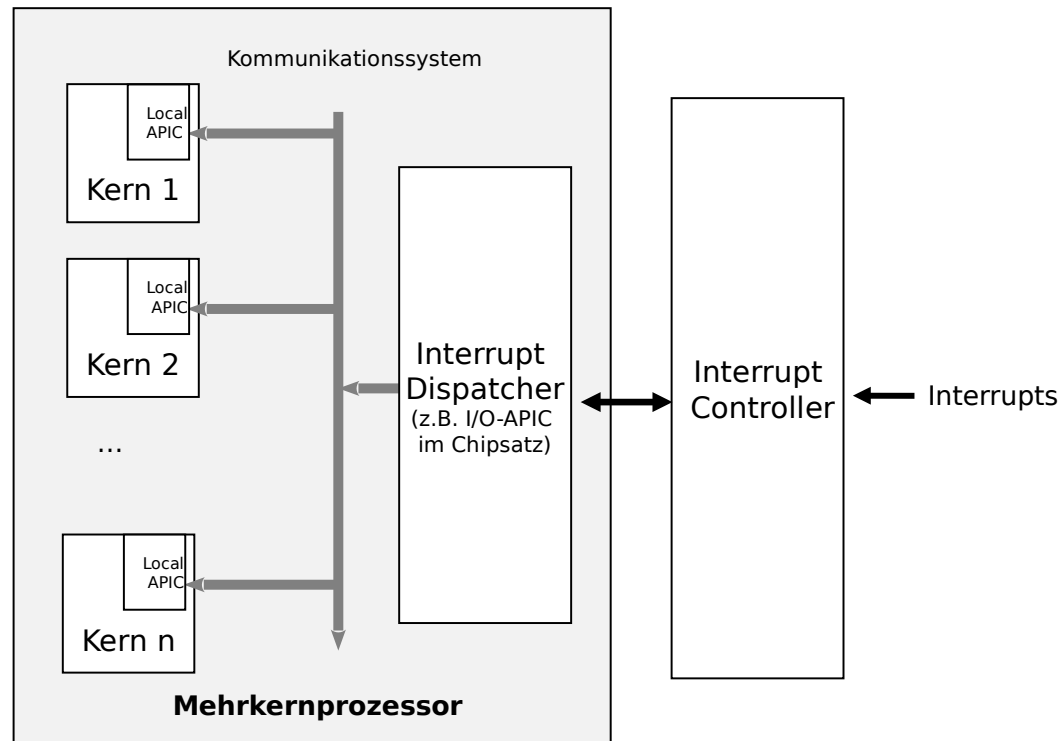 Kommunikationssystem
Local
APIC
Kern 1
Local
APIC
Kern 2
...
Local
APIC
Kern n
Interrupt
Dispatcher
(z.B. I/O-APIC
im Chipsatz)
Interrupt
Controller
Interrupts
Mehrkernprozessor